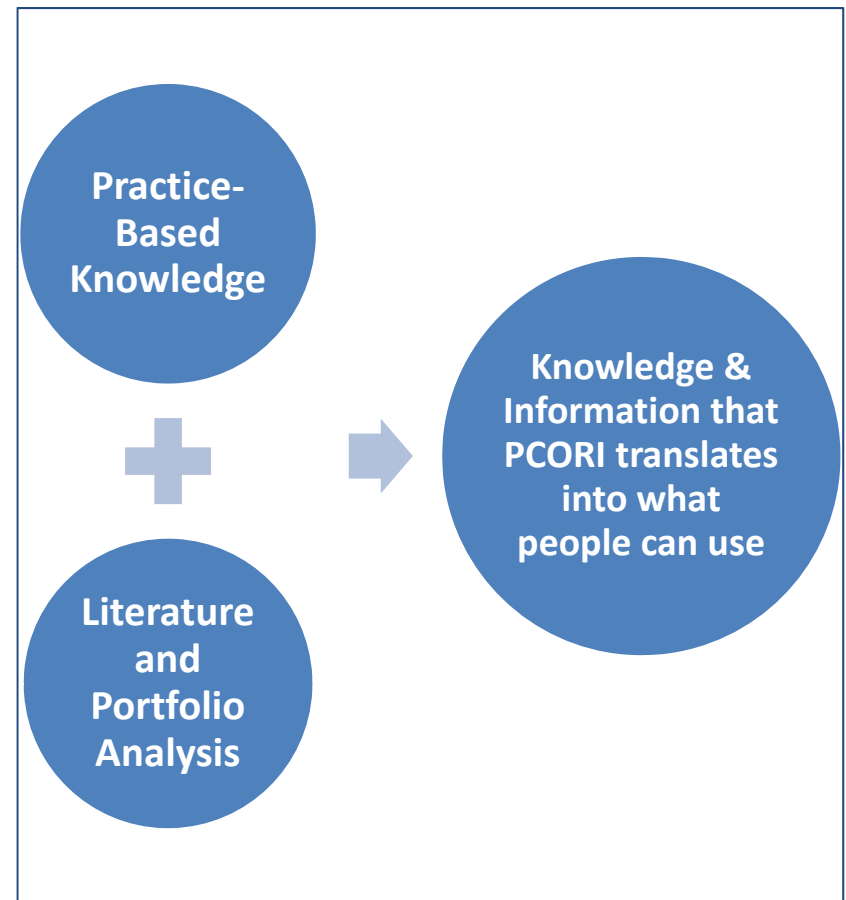 Practice-
Based
Knowledge
Literature
and
Portfolio
Analysis
Knowledge &
Information that
PCORI translates
into what
people can use